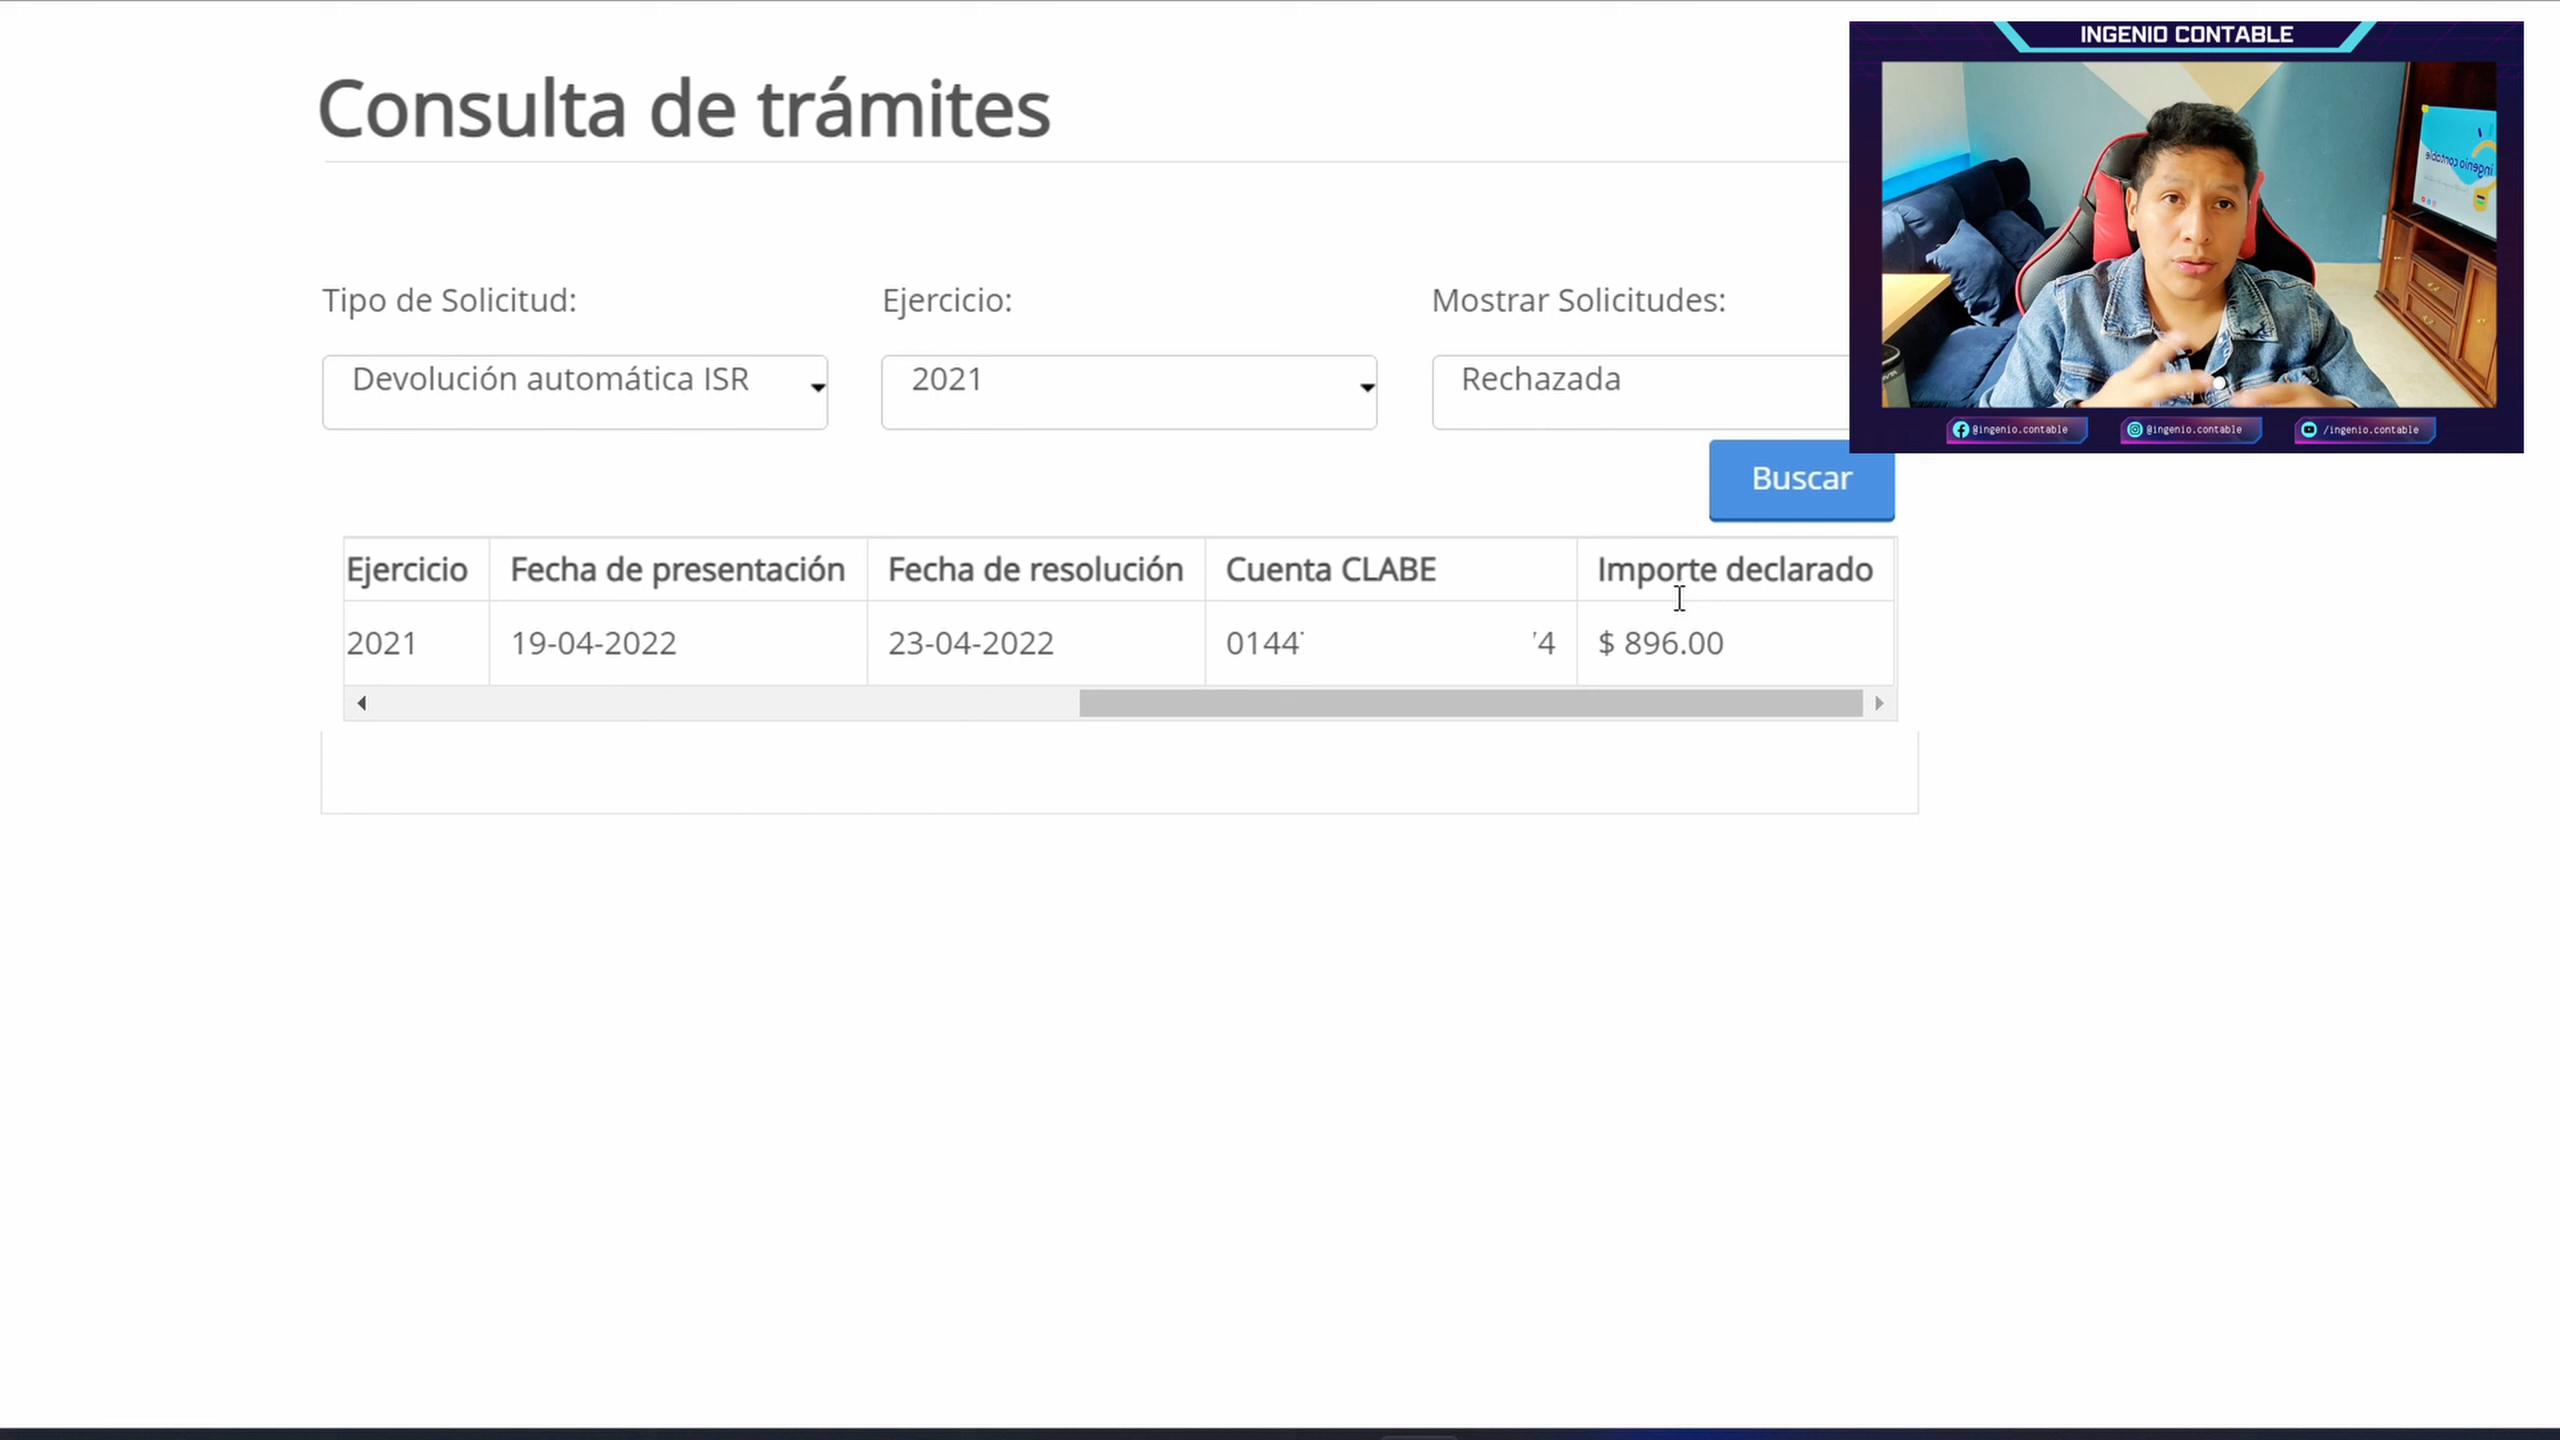 INGENIO CONTABLE
Consulta de trámites
Tipo de Solicitud:
Ejercicio:
Mostrar Solicitudes:
Devolución automática ISR
2021
Rechazada
ingenio contable
@ingenio.contable
@ingenio.contable
/ingenio.contable
Buscar
Ejercicio Fecha de presentación Fecha de resolución Cuenta CLABE Importe declarado
2021 19-04-2022 23-04-2022 0144 4 $ 896.00